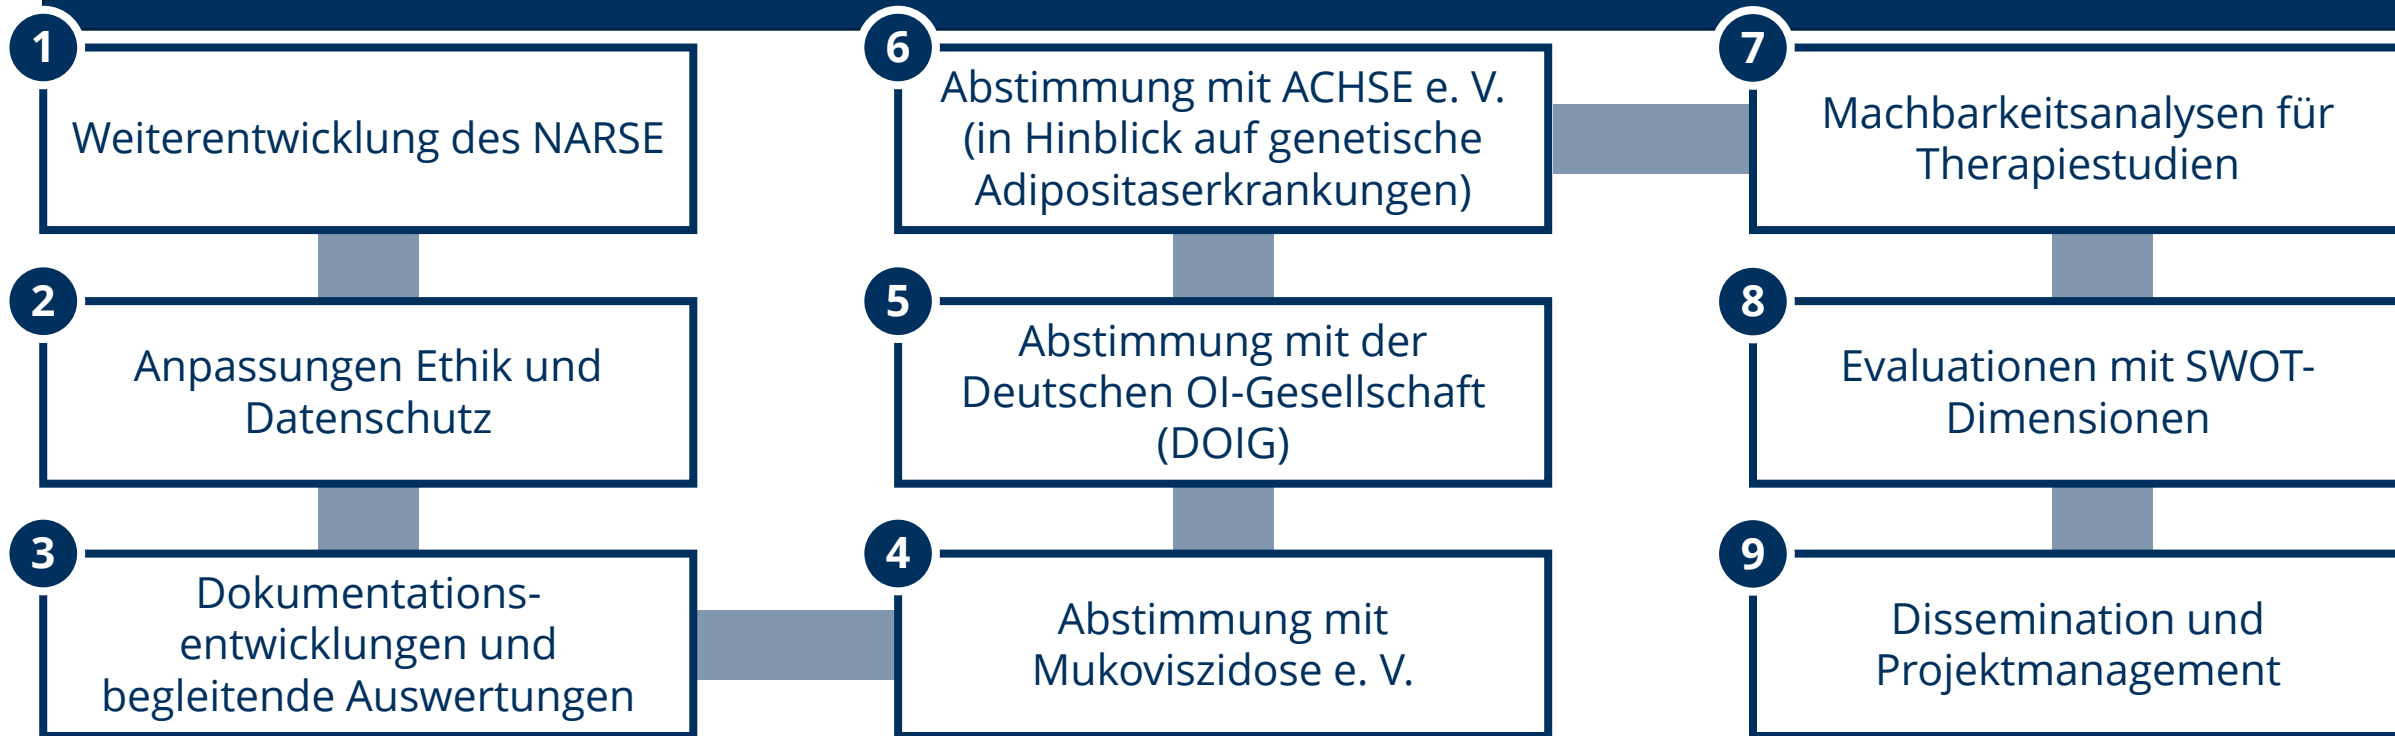 1
Weiterentwicklung des NARSE
2
Anpassungen Ethik und
Datenschutz
3
Dokumentations-
entwicklungen und
begleitende Auswertungen
4
Abstimmung mit
Mukoviszidose e. V.
5
Abstimmung mit der
Deutschen OI-Gesellschaft
(DOIG)
6
Abstimmung mit ACHSE e. V.
(in Hinblick auf genetische
Adipositaserkrankungen)
7
Machbarkeitsanalysen für
Therapiestudien
8
Evaluationen mit SWOT-
Dimensionen
9
Dissemination und
Projektmanagement